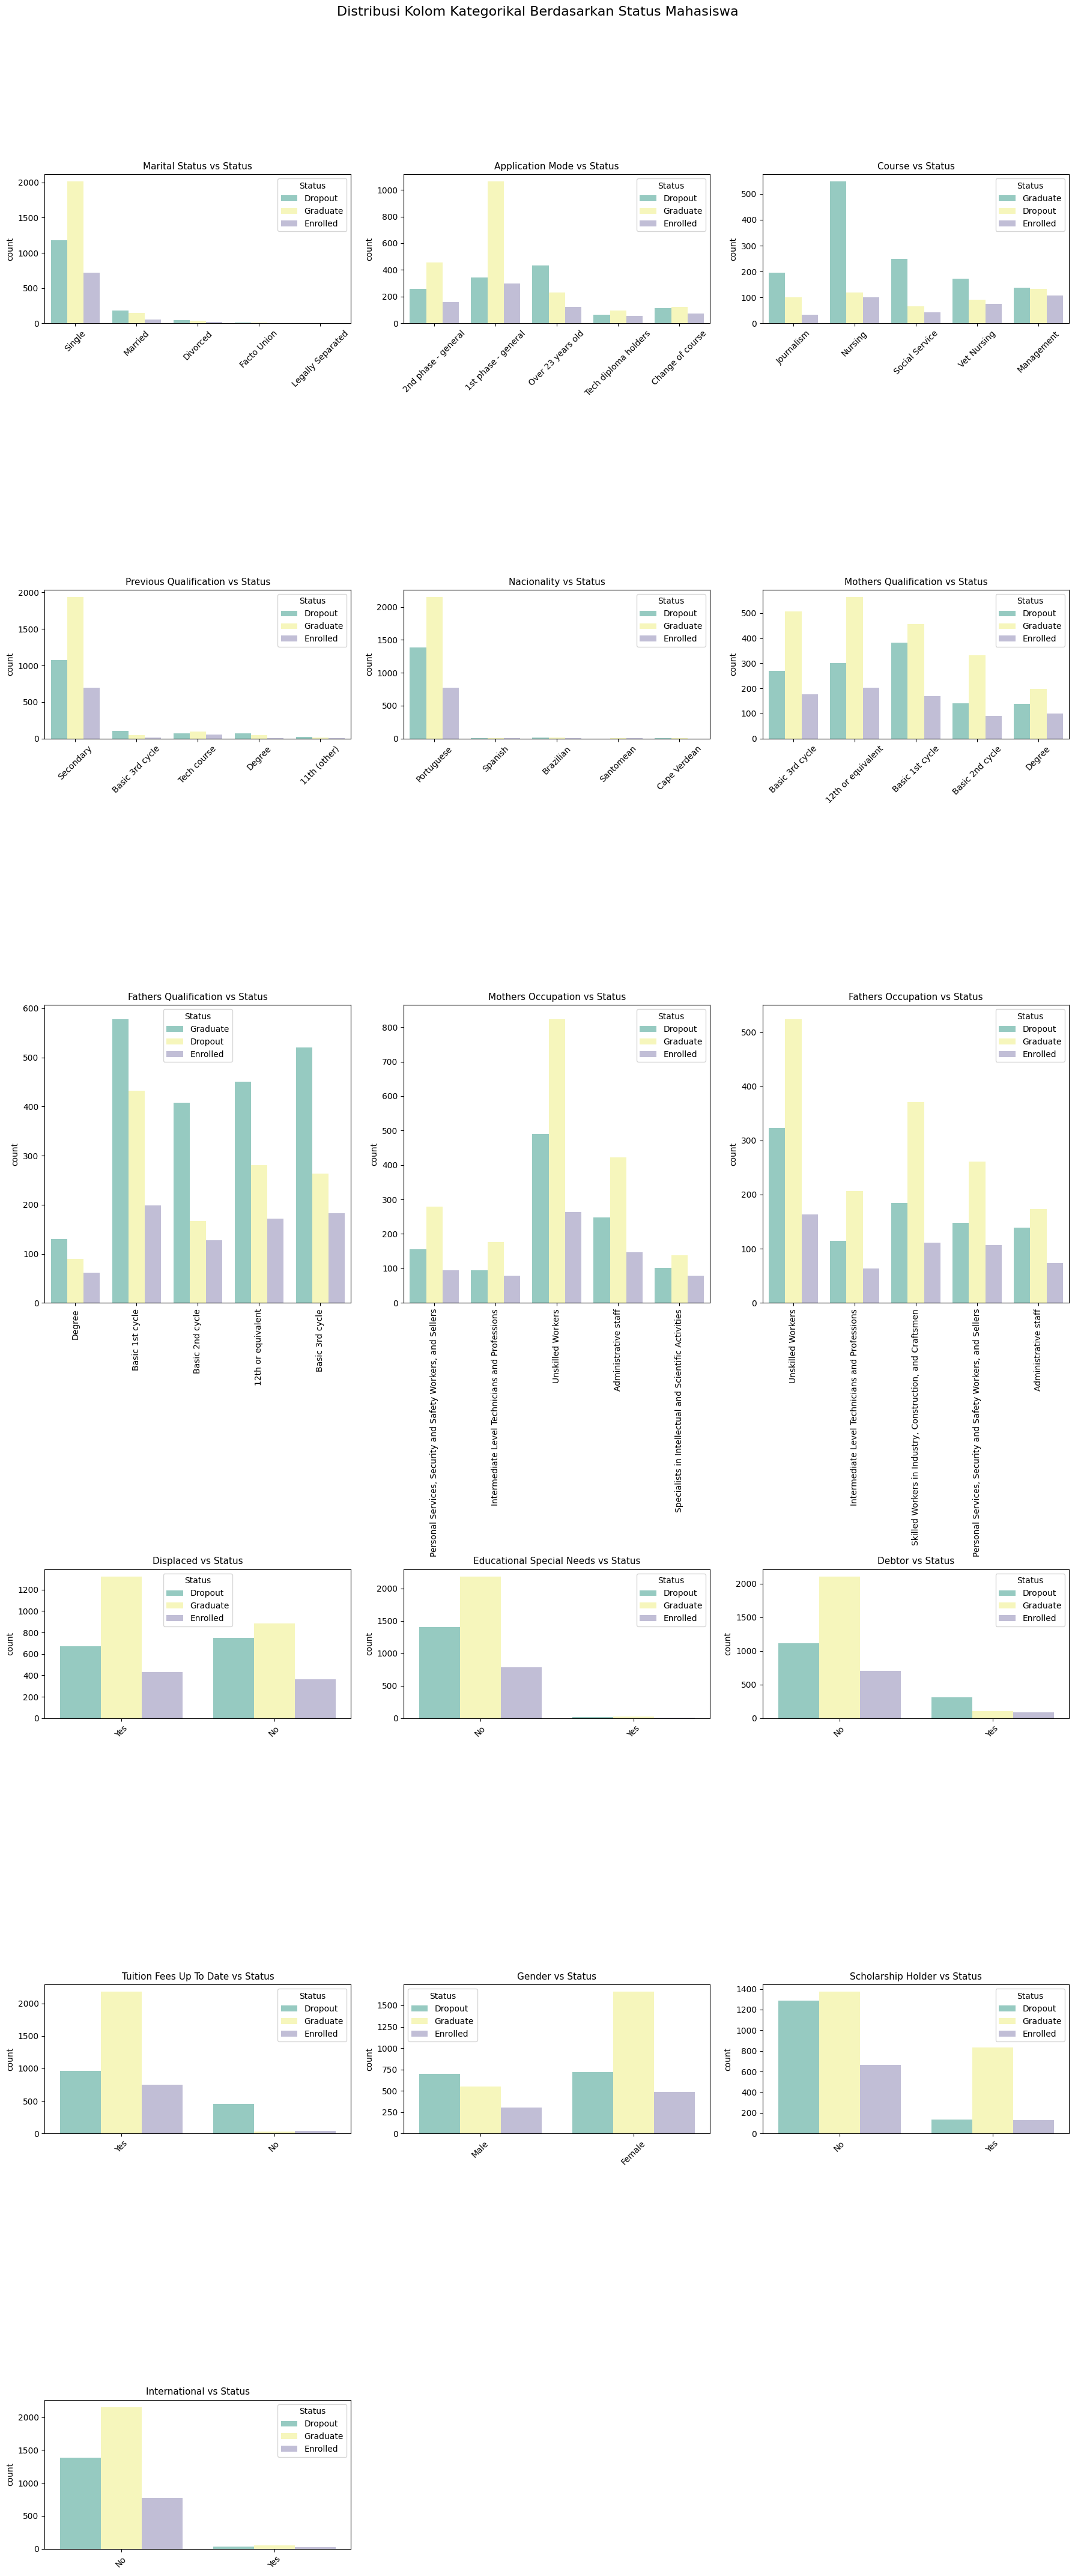 Distribusi Kolom Kategorikal Berdasarkan Status Mahasiswa
Marital Status vs Status
count
2000
1500
1000
500
0
Status
Dropout
Graduate
Enrolled
Single
Married
Divorced
Facto Union
Legally Separated
Application Mode vs Status
count
1000
800
600
400
200
0
Status
Dropout
Graduate
Enrolled
2nd phase - general
1st phase - general
Over 23 years old
Tech diploma holders
Change of course
Course vs Status
count
500
400
300
200
100
0
Status
Graduate
Dropout
Enrolled
Journalism
Nursing
Social Service
Vet Nursing
Management
Previous Qualification vs Status
count
2000
1500
1000
500
0
Status
Dropout
Graduate
Enrolled
Secondary
Basic 3rd cycle
Tech course
Degree
11th (other)
Nacionality vs Status
count
2000
1500
1000
500
0
Status
Dropout
Graduate
Enrolled
Portuguese
Spanish
Brazilian
Santomean
Cape Verdean
Mothers Qualification vs Status
count
500
400
300
200
100
0
Status
Dropout
Graduate
Enrolled
Basic 3rd cycle
12th or equivalent
Basic 1st cycle
Basic 2nd cycle
Degree
Fathers Qualification vs Status
count
600
500
400
300
200
100
0
Status
Graduate
Dropout
Enrolled
Degree
Basic 1st cycle
Basic 2nd cycle
12th or equivalent
Basic 3rd cycle
Mothers Occupation vs Status
count
800
700
600
500
400
300
200
100
0
Status
Dropout
Graduate
Enrolled
Personal Services, Security and Safety Workers, and Sellers
Intermediate Level Technicians and Professions
Unskilled Workers
Administrative staff
Specialists in Intellectual and Scientific Activities
Fathers Occupation vs Status
count
500
400
300
200
100
0
Status
Dropout
Graduate
Enrolled
Unskilled Workers
Intermediate Level Technicians and Professions
Skilled Workers in Industry, Construction, and Craftsmen
Personal Services, Security and Safety Workers, and Sellers
Administrative staff
Displaced vs Status
count
1200
1000
800
600
400
200
0
Status
Dropout
Graduate
Enrolled
Yes
No
Educational Special Needs vs Status
count
2000
1500
1000
500
0
Status
Dropout
Graduate
Enrolled
No
Yes
Debtor vs Status
count
2000
1500
1000
500
0
Status
Dropout
Graduate
Enrolled
No
Yes
Tuition Fees Up To Date vs Status
count
2000
1500
1000
500
0
Status
Dropout
Graduate
Enrolled
Yes
No
Gender vs Status
count
1500
1250
1000
750
500
250
0
Status
Dropout
Graduate
Enrolled
Male
Female
Scholarship Holder vs Status
count
1400
1200
1000
800
600
400
200
0
Status
Dropout
Graduate
Enrolled
No
Yes
International vs Status
count
2000
1500
1000
500
0
Status
Dropout
Graduate
Enrolled
No
Yes